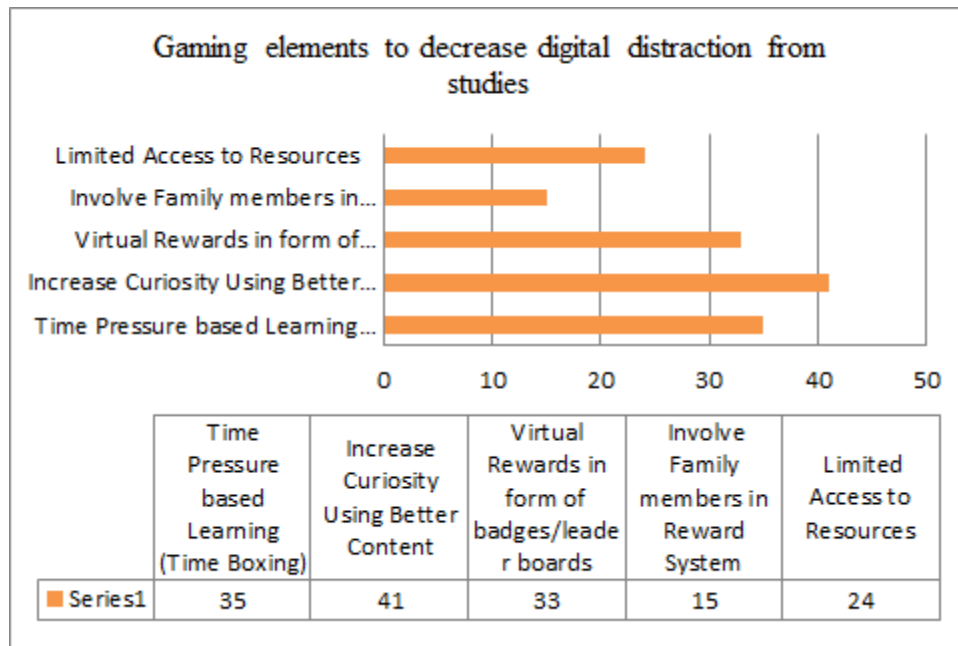 Gaming elements to decrease digital distraction from
studies
Limited Access to Resources
Involve Family members in...
Virtual Rewards in form of...
Increase Curiosity Using Better...
Time Pressure based Learning...
0 10 20 30 40 50
Time
Pressure
based
Learning
(Time Boxing)
Increase
Curiosity
Using Better
Content
Virtual
Rewards in
form of
badges/leade
r boards
Involve
Family
members in
Reward
System
Limited
Access to
Resources
Series1 35 41 33 15 24